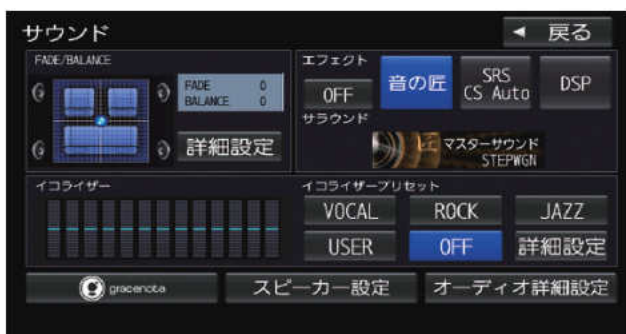 サウンド
◄ 戻る
FADE/BALANCE
FADE 0
BALANCE 0
詳細設定
エフェクト
OFF
音の匠
SRS
CS Auto
DSP
サラウンド
マスターサウンド
STEPWGN
イコライザー
イコライザープリセット
VOCAL ROCK JAZZ
USER OFF 詳細設定
gracenote スピーカー設定 オーディオ詳細設定